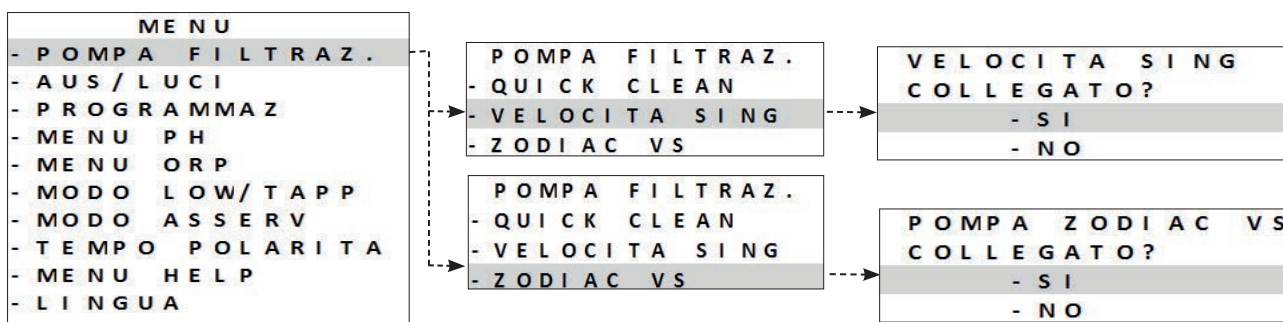 MENU
- POMPA FILTRAZ.
- AUS/LUCI
- PROGRAMMAZ
- MENU PH
- MENU ORP
- MODO LOW/TAPP
- MODO ASSERV
- TEMPO POLARITA
- MENU HELP
- LINGUA
POMPA FILTRAZ.
- QUICK CLEAN
- VELOCITA SING
- ZODIAC VS
POMPA FILTRAZ.
- QUICK CLEAN
- VELOCITA SING
- ZODIAC VS
VELOCITA SING
COLLEGATO?
- SI
- NO
POMPA ZODIAC VS
COLLEGATO?
- SI
- NO